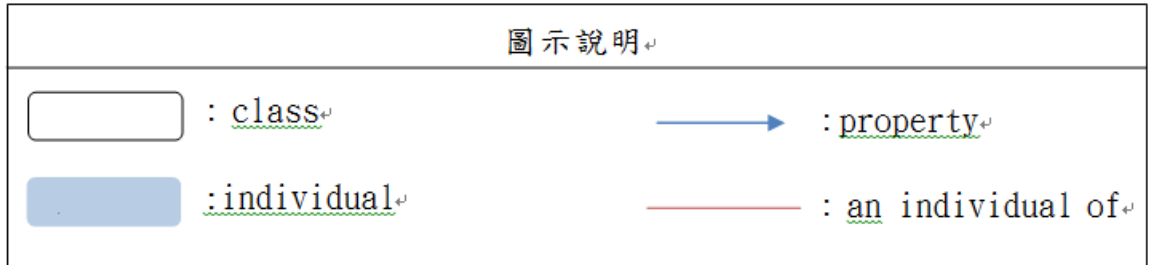 圖示說明
: class
: property
:individual
: an individual of